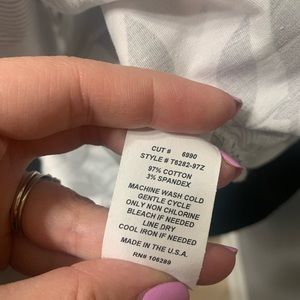 CUT # 6990
STYLE # T6282-97Z
97% COTTON
3% SPANDEX
MACHINE WASH COLD
GENTLE CYCLE
ONLY NON CHLORINE
BLEACH IF NEEDED
LINE DRY
COOL IRON IF NEEDED
MADE IN THE U.S.A.
RN# 106289